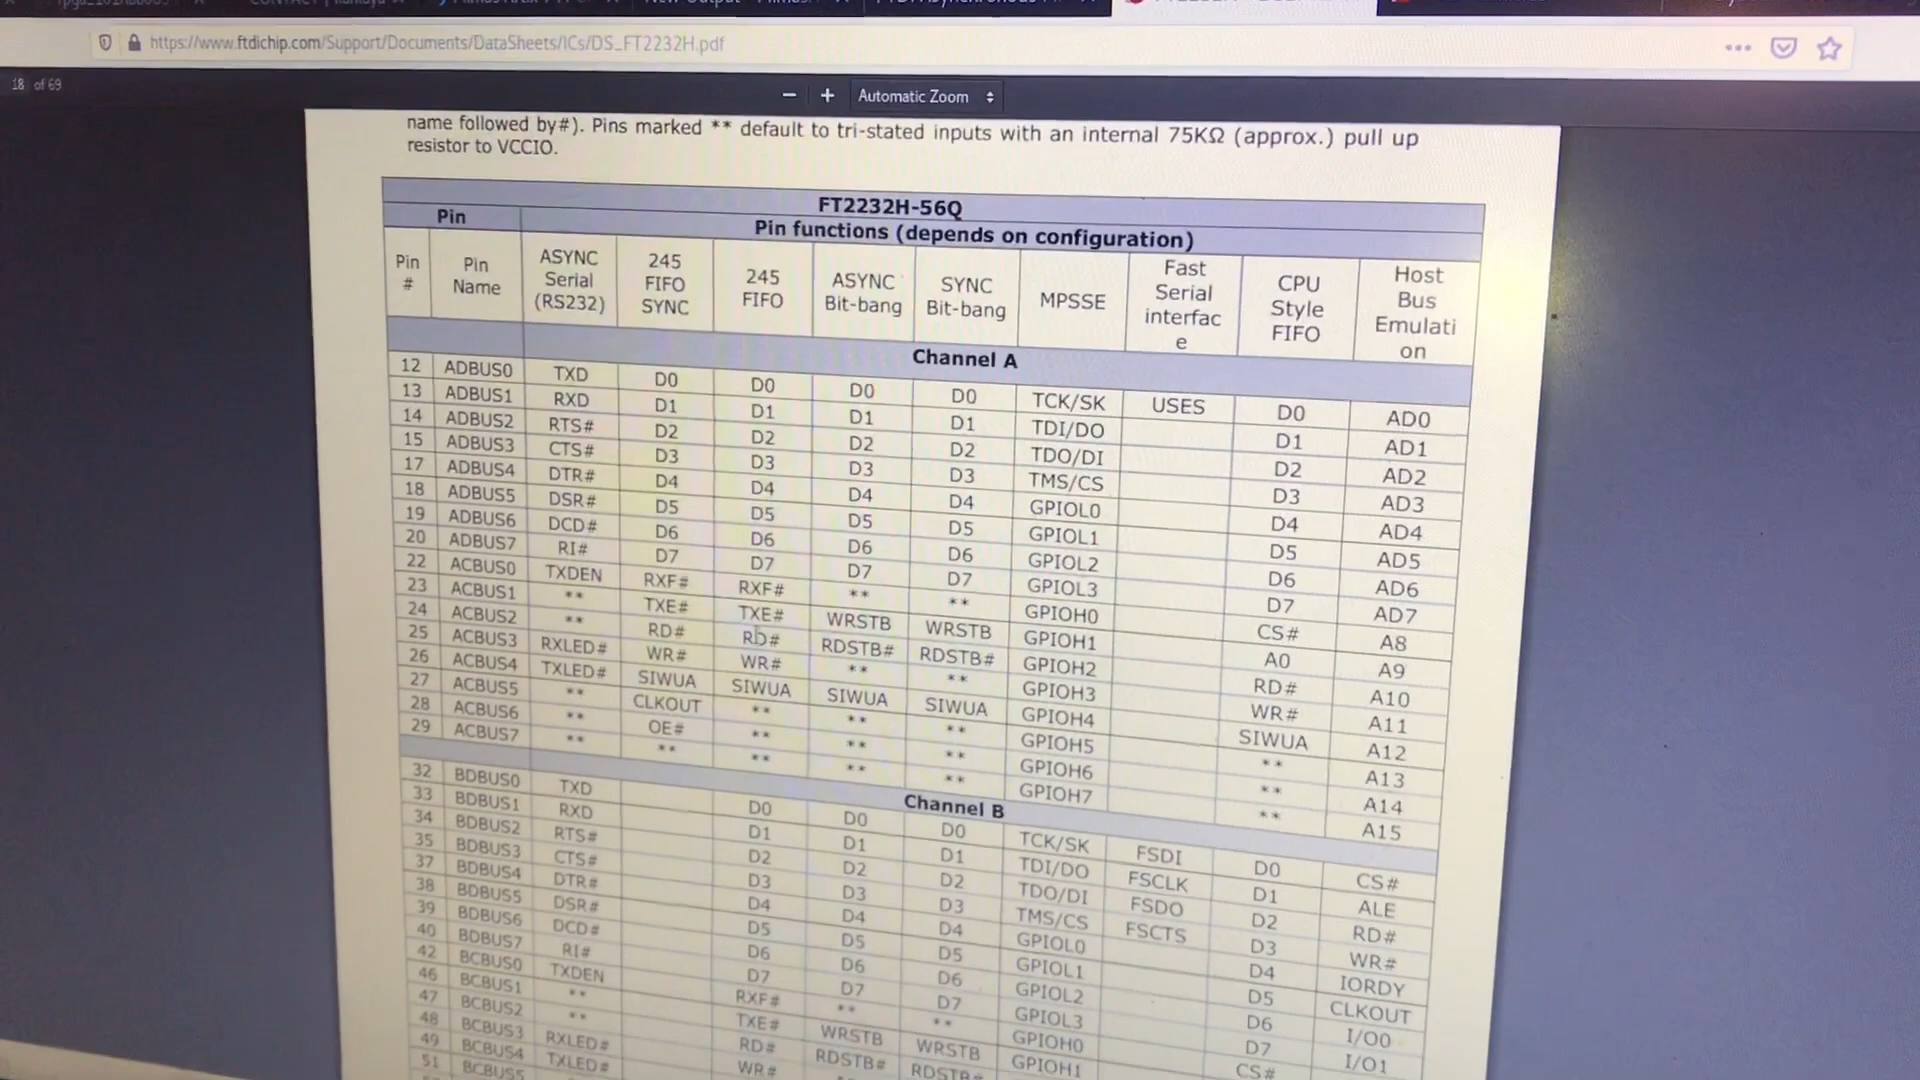 https://www.ftdichip.com/Support/Documents/DataSheets/ICs/DS_FT2232H.pdf
18 of 69
Automatic Zoom
name followed by#). Pins marked ** default to tri-stated inputs with an internal 75KΩ (approx.) pull up
resistor to VCCIO.
FT2232H-56Q
Pin Pin functions (depends on configuration)
Pin # Pin Name ASYNC Serial (RS232) 245 FIFO SYNC 245 FIFO ASYNC Bit-bang SYNC Bit-bang MPSSE Fast Serial interfac e CPU Style FIFO Host Bus Emulati on
Channel A
12 ADBUS0 TXD D0 D0 D0 D0 TCK/SK USES D0 AD0
13 ADBUS1 RXD D1 D1 D1 D1 TDI/DO D1 AD1
14 ADBUS2 RTS# D2 D2 D2 D2 TDO/DI D2 AD2
15 ADBUS3 CTS# D3 D3 D3 D3 TMS/CS D3 AD3
17 ADBUS4 DTR# D4 D4 D4 D4 GPIOL0 D4 AD4
18 ADBUS5 DSR# D5 D5 D5 D5 GPIOL1 D5 AD5
19 ADBUS6 DCD# D6 D6 D6 D6 GPIOL2 D6 AD6
20 ADBUS7 RI# D7 D7 D7 D7 GPIOL3 D7 AD7
22 ACBUS0 TXDEN RXF# RXF# ** ** GPIOH0 CS# A8
23 ACBUS1 ** TXE# TXE# WRSTB WRSTB GPIOH1 A0 A9
24 ACBUS2 ** RD# RD# RDSTB# RDSTB# GPIOH2 RD# A10
25 ACBUS3 RXLED# WR# WR# ** ** GPIOH3 WR# A11
26 ACBUS4 TXLED# SIWUA SIWUA SIWUA SIWUA GPIOH4 SIWUA A12
27 ACBUS5 ** CLKOUT ** ** ** GPIOH5 ** A13
28 ACBUS6 ** OE# ** ** ** GPIOH6 ** A14
29 ACBUS7 ** ** ** ** ** GPIOH7 ** A15
Channel B
32 BDBUS0 TXD D0 D0 D0 TCK/SK FSDI D0 CS#
33 BDBUS1 RXD D1 D1 D1 TDI/DO FSCLK D1 ALE
34 BDBUS2 RTS# D2 D2 D2 TDO/DI FSDO D2 RD#
35 BDBUS3 CTS# D3 D3 D3 TMS/CS FSCTS D3 WR#
37 BDBUS4 DTR# D4 D4 D4 GPIOL0 D4 IORDY
38 BDBUS5 DSR# D5 D5 D5 GPIOL1 D5 CLKOUT
39 BDBUS6 DCD# D6 D6 D6 GPIOL2 D6 I/O0
40 BDBUS7 RI# D7 D7 D7 GPIOL3 D7 I/O1
42 BCBUS0 TXDEN RXF# ** ** GPIOH0 CS#
46 BCBUS1 ** TXE# WRSTB WRSTB GPIOH1
47 BCBUS2 ** RD# RDSTB# RDSTB#
48 BCBUS3 RXLED# WR#
49 BCBUS4 TXLED#
51 BCBUS5